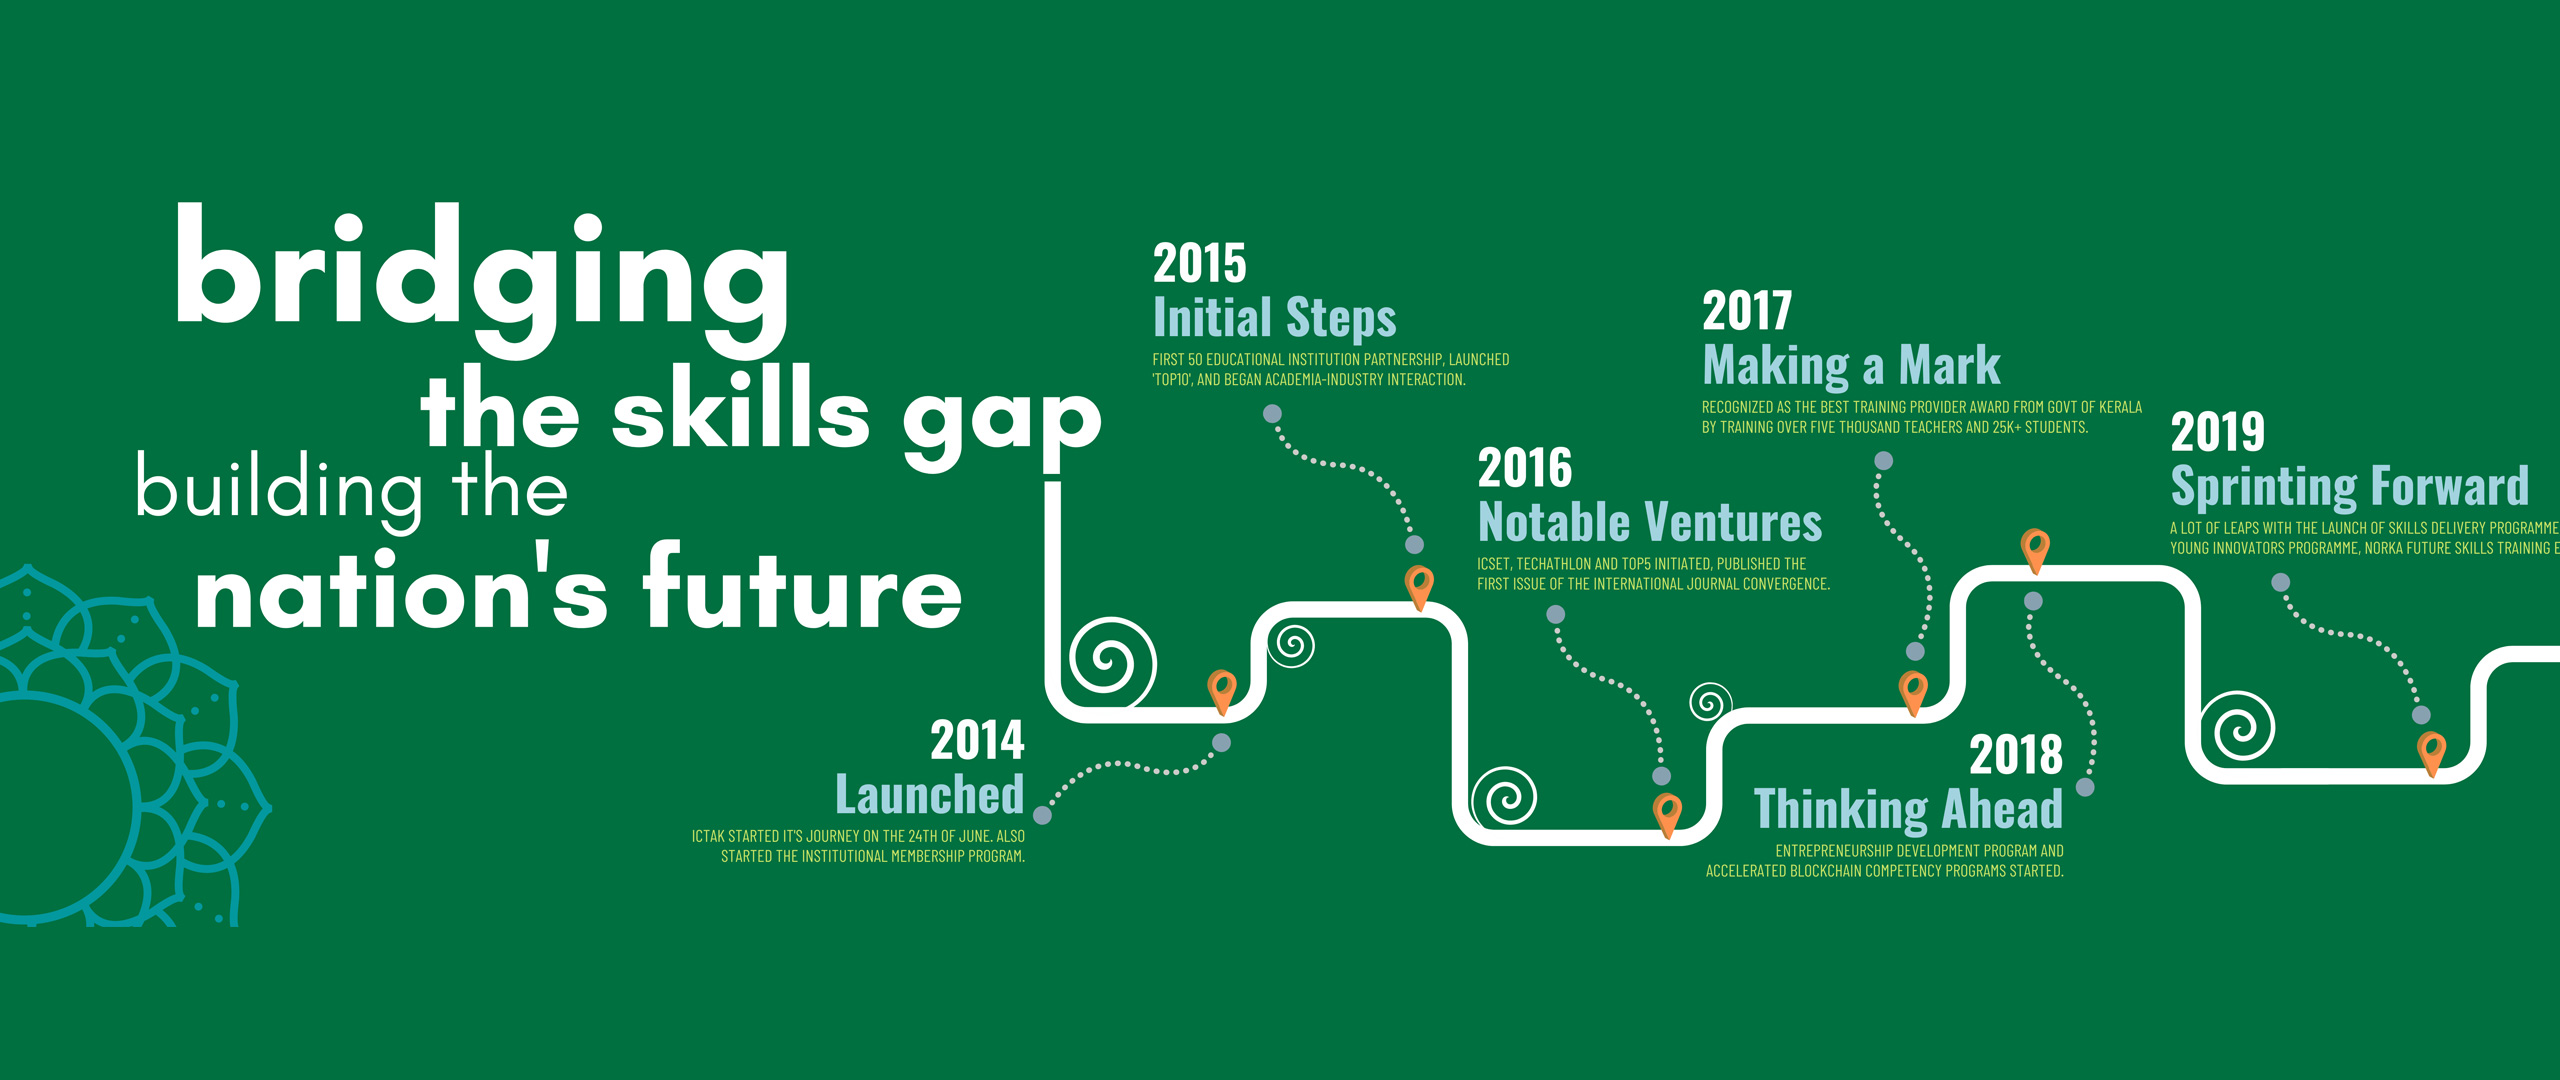 bridging
the skills gap
building the
nation's future
2014
Launched
ICTAK STARTED IT'S JOURNEY ON THE 24TH OF JUNE. ALSO
STARTED THE INSTITUTIONAL MEMBERSHIP PROGRAM.
2015
Initial Steps
FIRST 50 EDUCATIONAL INSTITUTION PARTNERSHIP, LAUNCHED
'TOP10', AND BEGAN ACADEMIA-INDUSTRY INTERACTION.
2016
Notable Ventures
ICSET, TECHATHLON AND TOP5 INITIATED, PUBLISHED THE
FIRST ISSUE OF THE INTERNATIONAL JOURNAL CONVERGENCE.
2017
Making a Mark
RECOGNIZED AS THE BEST TRAINING PROVIDER AWARD FROM GOVT OF KERALA
BY TRAINING OVER FIVE THOUSAND TEACHERS AND 25K+ STUDENTS.
2018
Thinking Ahead
ENTREPRENEURSHIP DEVELOPMENT PROGRAM AND
ACCELERATED BLOCKCHAIN COMPETENCY PROGRAMS STARTED.
2019
Sprinting Forward
A LOT OF LEAPS WITH THE LAUNCH OF SKILLS DELIVERY PROGRAMME
YOUNG INNOVATORS PROGRAMME, NORKA FUTURE SKILLS TRAINING